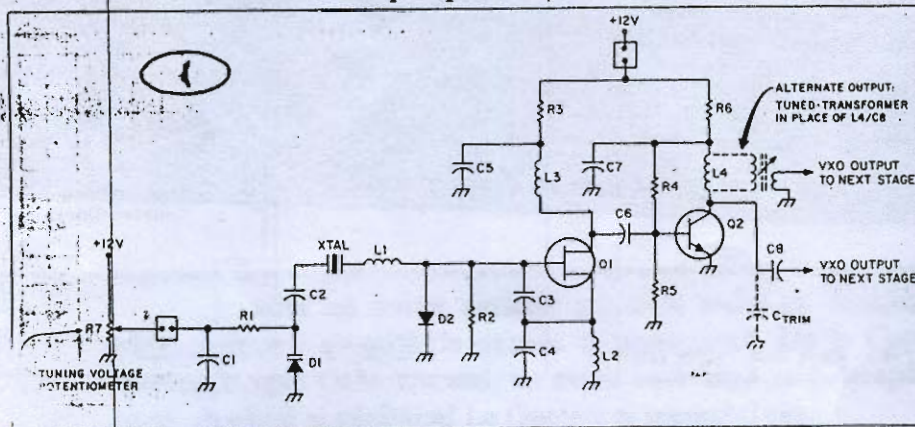 +12V
R3
R6
ALTERNATE OUTPUT:
TUNED-TRANSFORMER
IN PLACE OF L4/C8
C5
L3
C7
R4
L4
VXO OUTPUT
TO NEXT STAGE
+12V
XTAL
L1
C6
Q1
Q2
C8
VXO OUTPUT
TO NEXT STAGE
C2
C3
R7
R1
D2
R2
R5
CTRIM
C1
D1
C4
L2
TUNING VOLTAGE
POTENTIOMETER